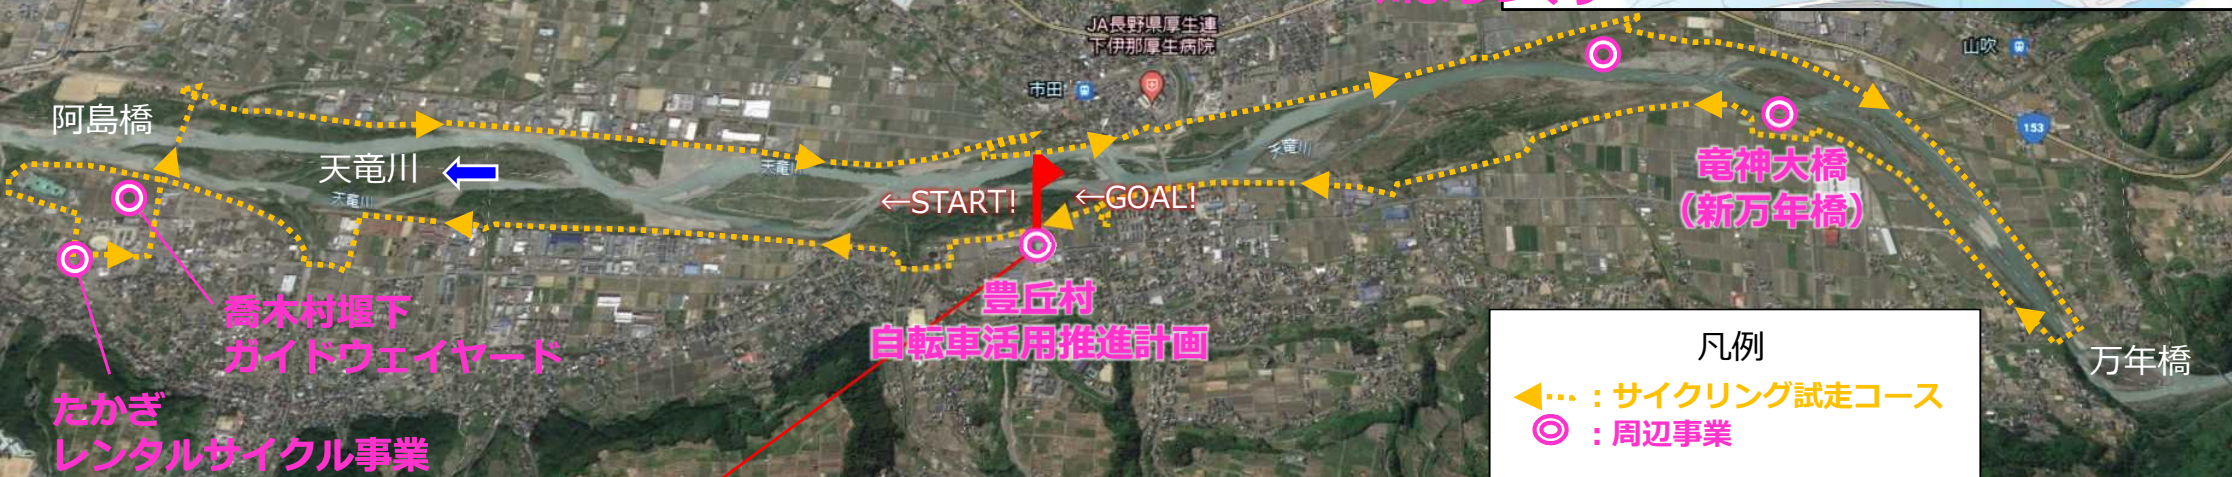 JA長野県厚生連
下伊那厚生病院
山吹
市田
阿島橋
153
天竜川
天竜川
天竜川
天竜川
竜神大橋
(新万年橋)
←START!
←GOAL!
豊丘村
自転車活用推進計画
喬木村堰下
ガイドウェイヤード
たかぎ
レンタルサイクル事業
万年橋
凡例
:サイクリング試走コース
:周辺事業